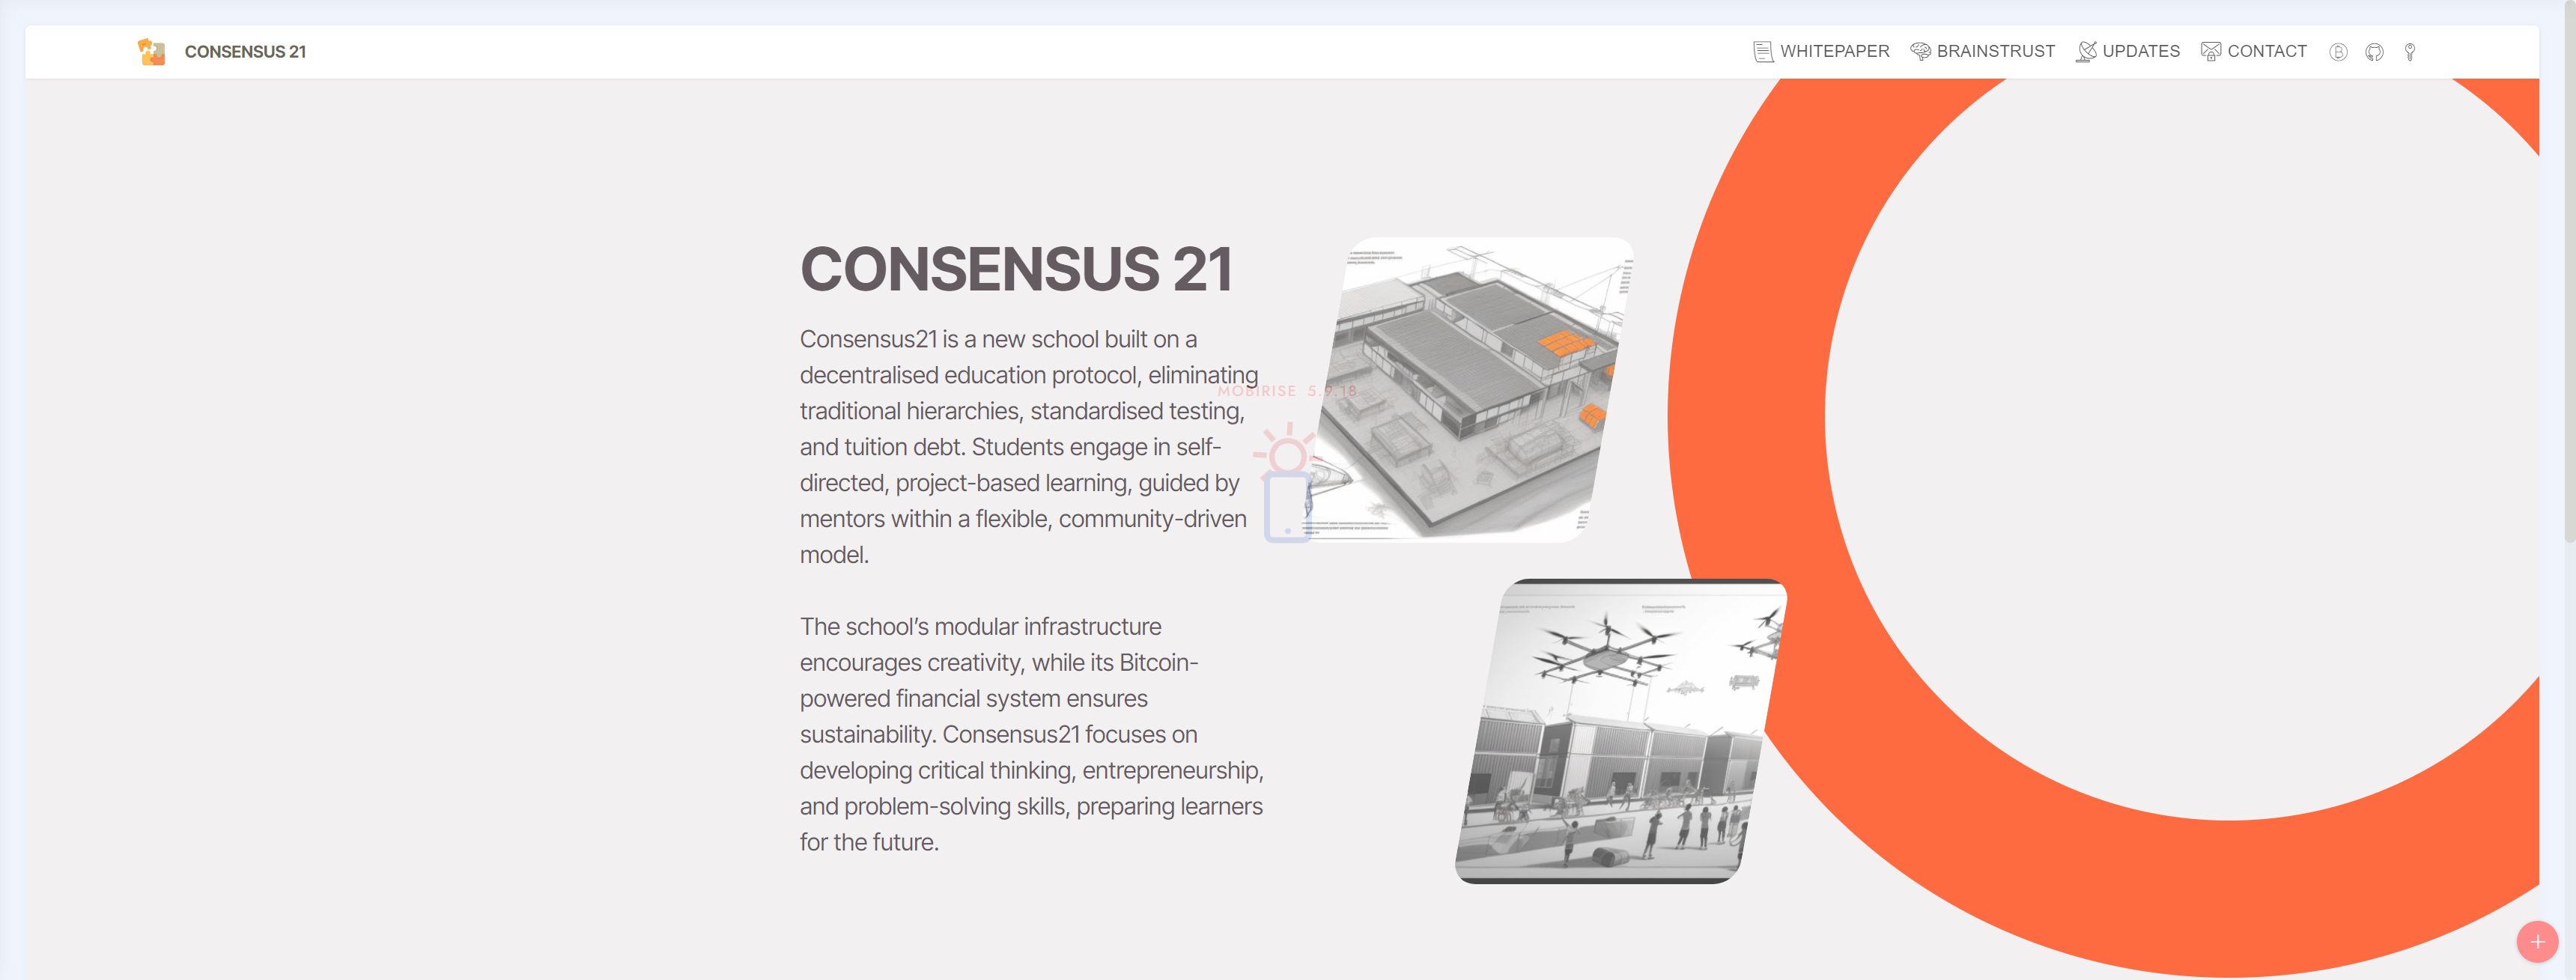 CONSENSUS 21
WHITEPAPER
BRAINSTRUST
UPDATES
CONTACT
CONSENSUS 21
Consensus21 is a new school built on a
decentralised education protocol, eliminating
traditional hierarchies, standardised testing,
and tuition debt. Students engage in self-
directed, project-based learning, guided by
mentors within a flexible, community-driven
model.
The school’s modular infrastructure
encourages creativity, while its Bitcoin-
powered financial system ensures
sustainability. Consensus21 focuses on
developing critical thinking, entrepreneurship,
and problem-solving skills, preparing learners
for the future.
MOBIRISE 5.9.18